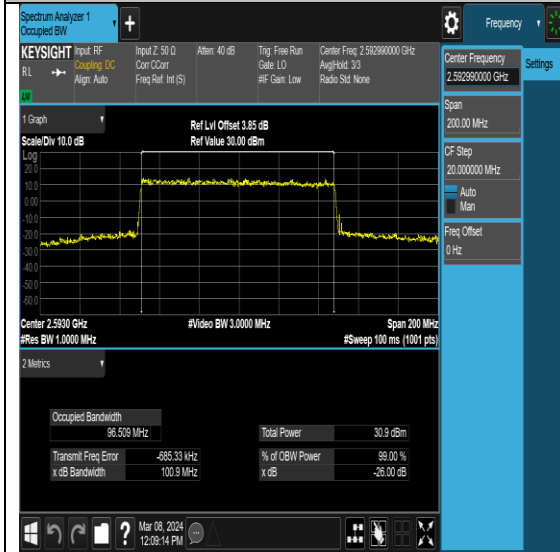 Spectrum Analyzer 1
Occupied BW
+
Frequency
KEYSIGHT
RL
LXI
Input: RF
Coupling: DC
Align: Auto
Input Z: 50 Ω
Corr CCorr
Freq Ref: Int (S)
Atten: 40 dB
Trig: Free Run
Gate: LO
#IF Gain: Low
Center Freq: 2.592990000 GHz
Avg|Hold: 3/3
Radio Std: None
Center Frequency
2.592990000 GHz
Settings
Span
200.00 MHz
CF Step
20.000000 MHz
Auto
Man
Freq Offset
0 Hz
1 Graph
Scale/Div 10.0 dB
Ref Lvl Offset 3.85 dB
Ref Value 30.00 dBm
Log
20.0
10.0
0.00
-10.0
-20.0
-30.0
-40.0
-50.0
-60.0
Center 2.5930 GHz
#Res BW 1.0000 MHz
#Video BW 3.0000 MHz
Span 200 MHz
#Sweep 100 ms (1001 pts)
2 Metrics
Occupied Bandwidth
96.509 MHz
Total Power 30.9 dBm
Transmit Freq Error -685.33 kHz
% of OBW Power 99.00 %
x dB Bandwidth 100.9 MHz
x dB -26.00 dB
?
Mar 08, 2024
12:09:14 PM